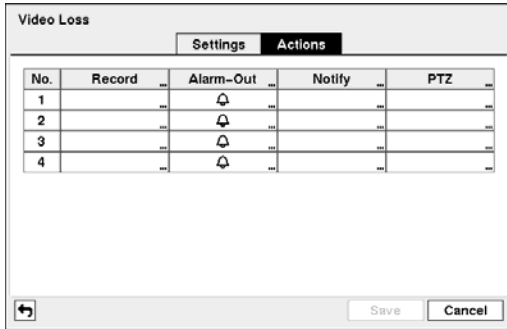 Video Loss
Settings Actions
No. Record ... Alarm-Out ... Notify ... PTZ ...
1 ... ... ... ...
2 ... ... ... ...
3 ... ... ... ...
4 ... ... ... ...
Save Cancel